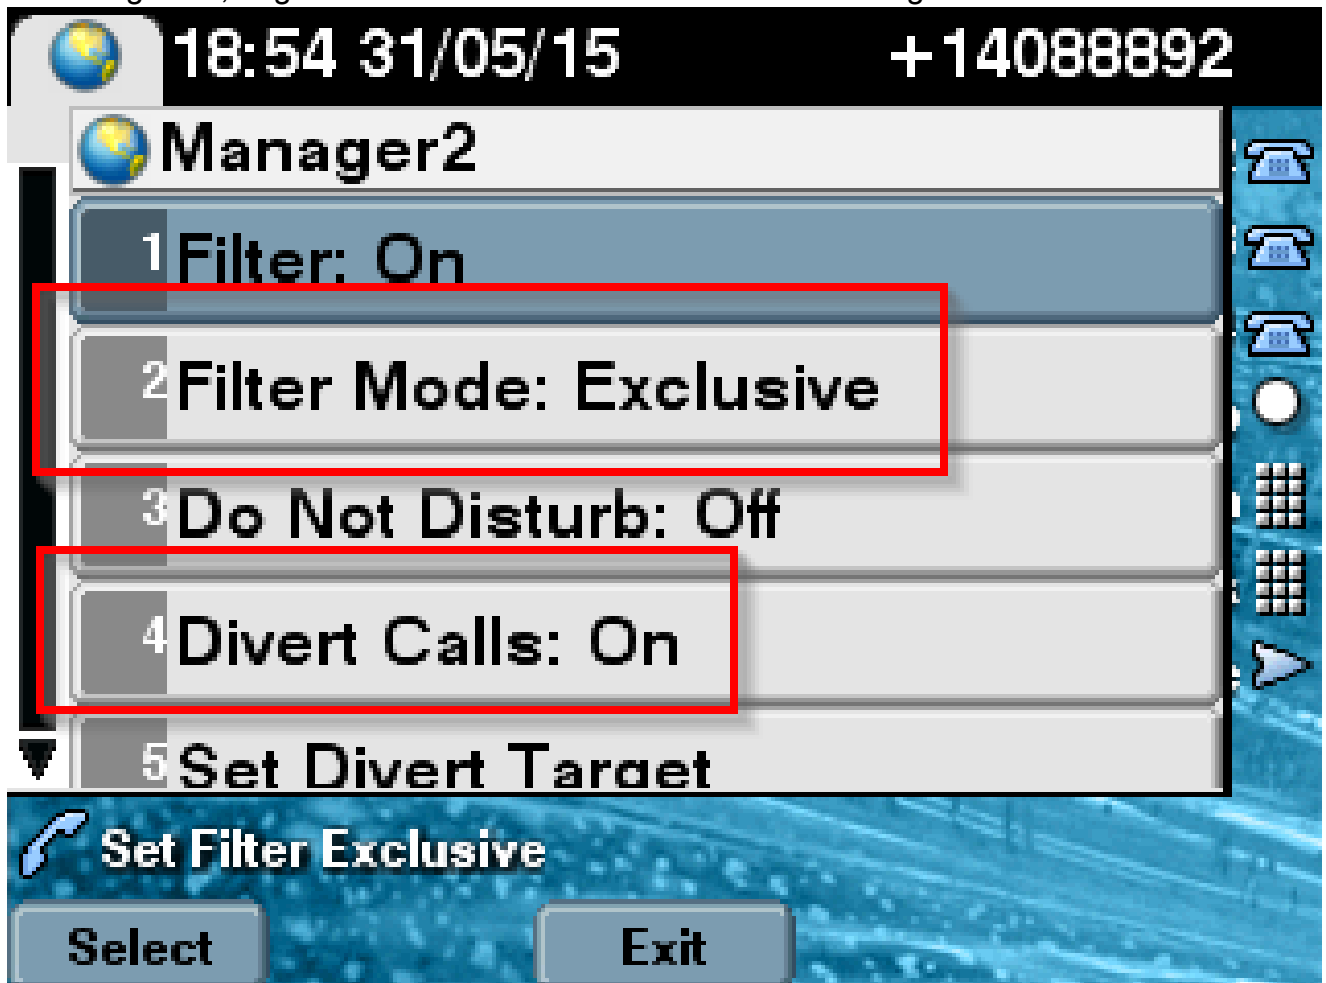 18:54 31/05/15 +14088892
Manager2
1 Filter: On
2 Filter Mode: Exclusive
3 Do Not Disturb: Off
4 Divert Calls: On
5 Set Divert Target
Set Filter Exclusive
Select Exit